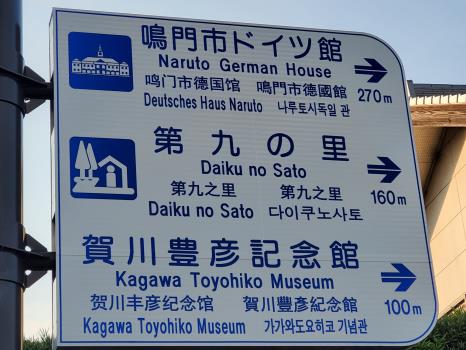 鳴門市ドイツ館
Naruto German House
鸣门市德国馆 鳴門市德國館
Deutsches Haus Naruto 나루토시독일 관
270m
第九の里
Daiku no Sato
第九之里 第九之里
Daiku no Sato 다이쿠노사토
160m
賀川豊彦記念館
Kagawa Toyohiko Museum
贺川丰彦纪念馆 賀川豐彥紀念館
Kagawa Toyohiko Museum 가가와도요히코 기념관
100m